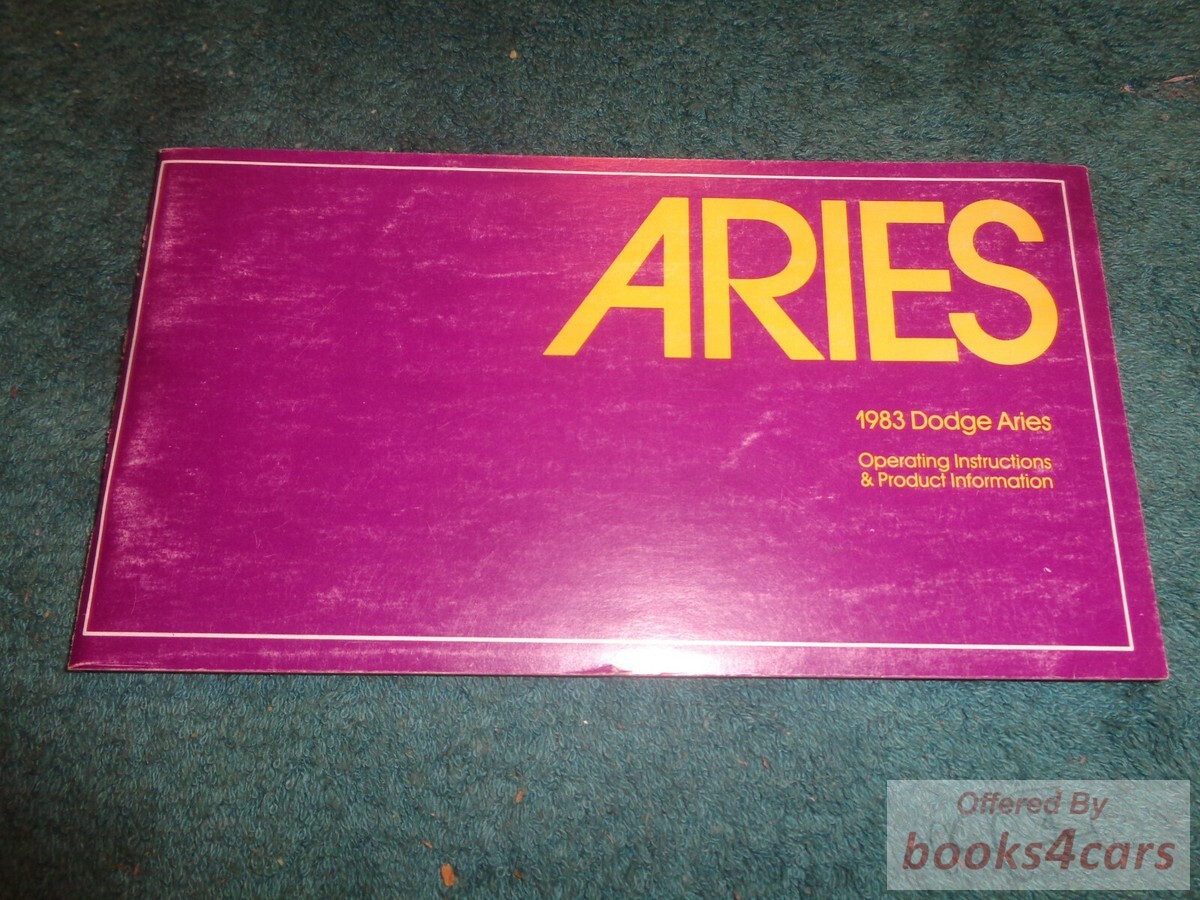 ARIES
1983 Dodge Aries
Operating Instructions
& Product Information
Offered By
books4cars